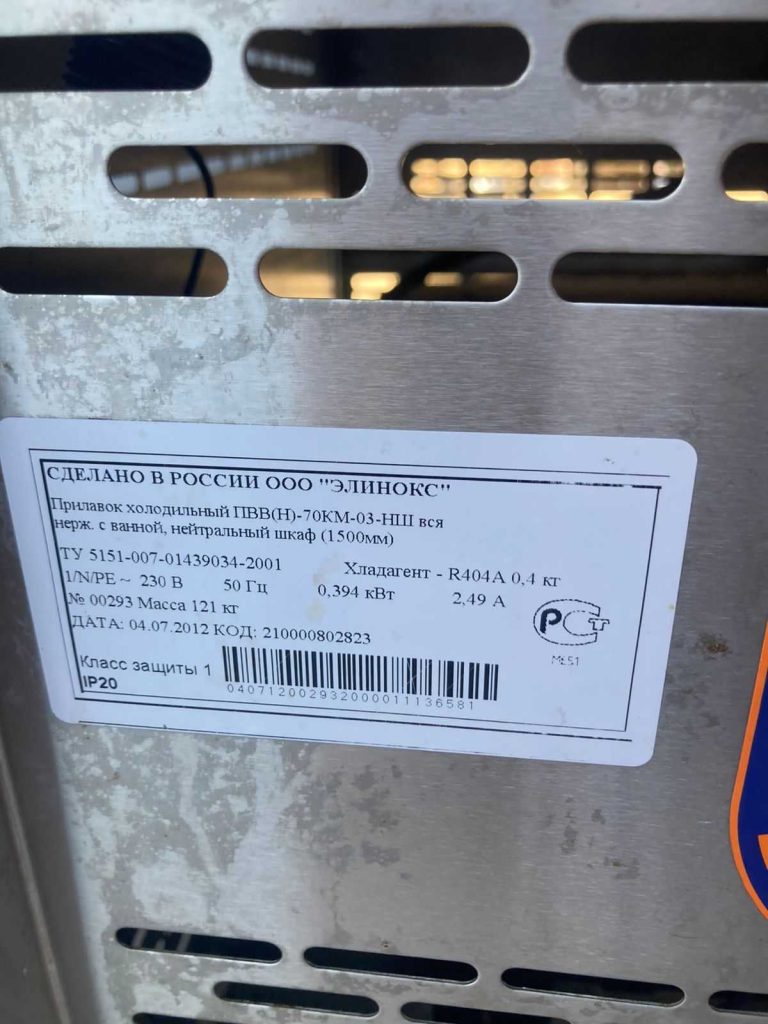 СДЕЛАНО В РОССИИ ООО "ЭЛИНОКС"
Прилавок холодильный ПВВ(Н)-70КМ-03-НШ вся
нерж. с ванной, нейтральный шкаф (1500мм)
ТУ 5151-007-01439034-2001 Хладагент - R404A 0,4 кг
1/N/PE ~ 230 В 50 Гц 0,394 кВт 2,49 А
№ 00293 Масса 121 кг
ДАТА: 04.07.2012 КОД: 210000802823
РСТ
Класс защиты 1
IP20
04071200293200001136581